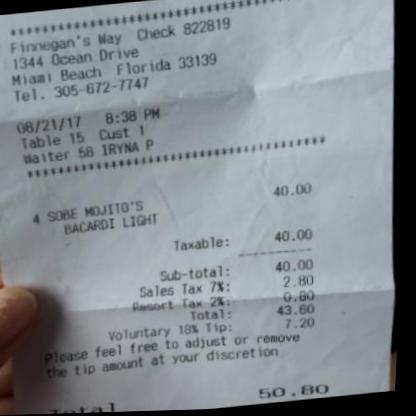 *****************************
Finnegan's Way Check 822819
1344 Ocean Drive
Miami Beach Florida 33139
Tel. 305-672-7747
08/21/17 8:38 PM
Table 15 Cust 1
Waiter 58 IRYNA P
*****************************
40.00
4 SOBE MOJITO'S
BACARDI LIGHT
Taxable: 40.00
Sub-total: 40.00
Sales Tax 7%: 2.80
Resort Tax 2%: 0.80
Total: 43.60
Voluntary 18% Tip: 7.20
Please feel free to adjust or remove
the tip amount at your discretion
Total 50.80